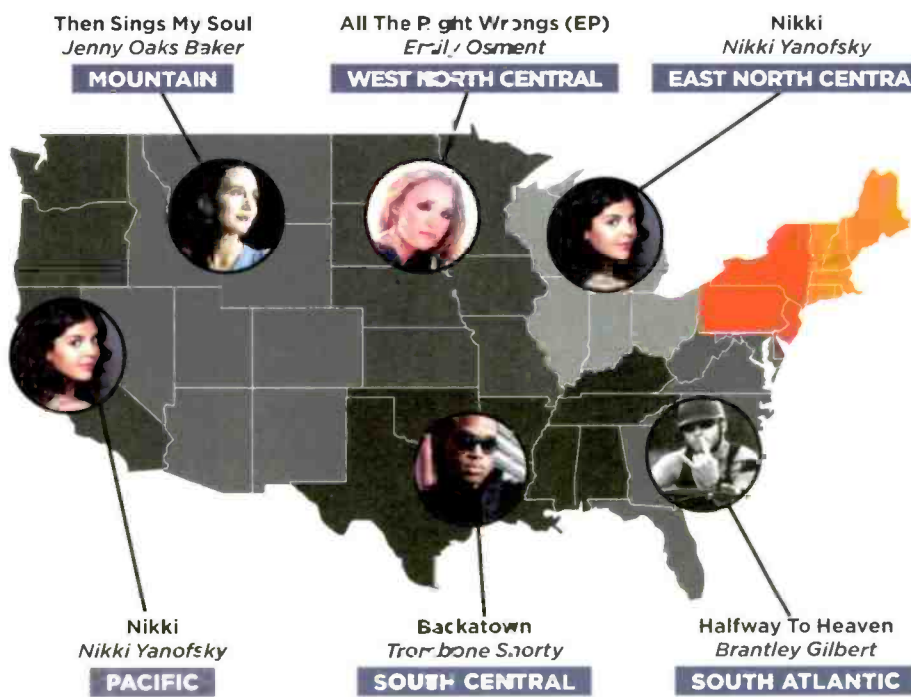 Then Sings My Soul
Jenny Oaks Baker
MOUNTAIN
All The Right Wrongs (EP)
Emily Osment
WEST NORTH CENTRAL
Nikki
Nikki Yanofsky
EAST NORTH CENTRA
Nikki
Nikki Yanofsky
PACIFIC
Backatown
Trombone Shorty
SOUTH CENTRAL
Halfway To Heaven
Brantley Gilbert
SOUTH ATLANTIC